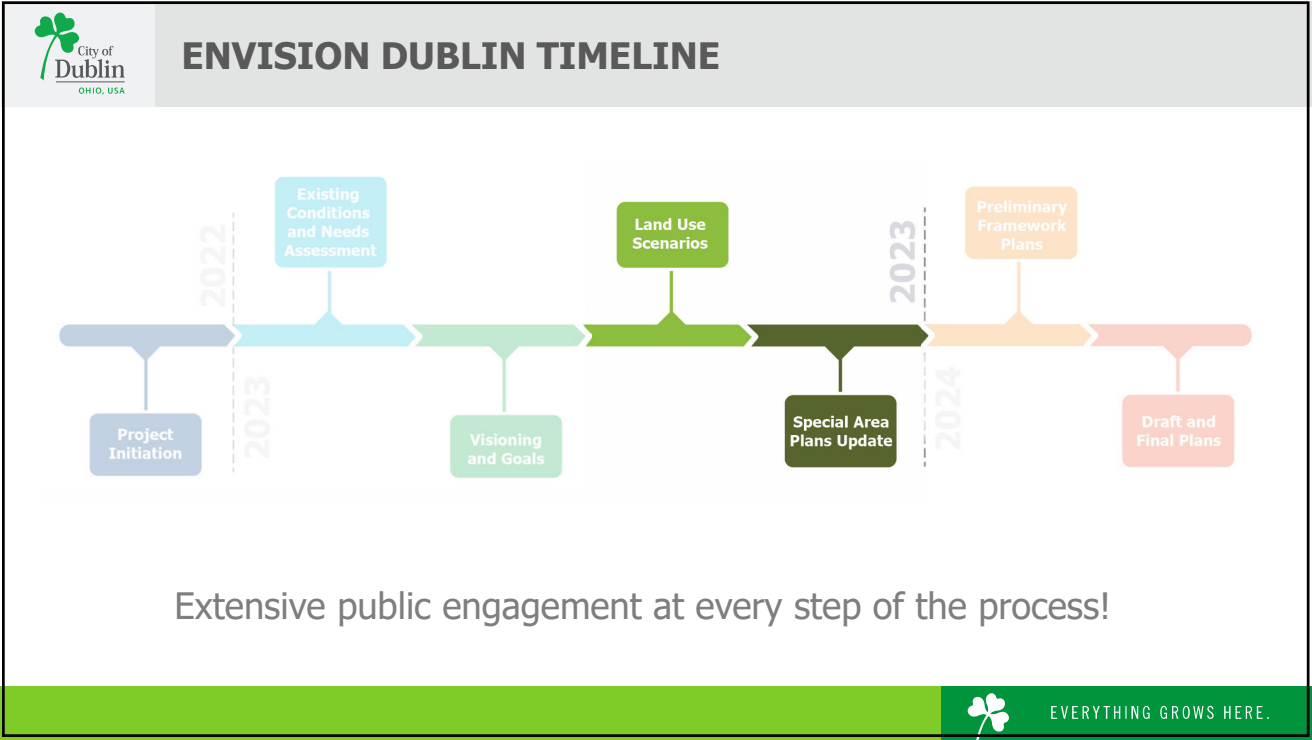 City of
Dublin
OHIO, USA
ENVISION DUBLIN TIMELINE
Existing
Conditions
and Needs
Assessment
Land Use
Scenarios
Preliminary
Framework
Plans
2022
2023
2023
2024
Project
Initiation
Visioning
and Goals
Special Area
Plans Update
Draft and
Final Plans
Extensive public engagement at every step of the process!
EVERYTHING GROWS HERE.